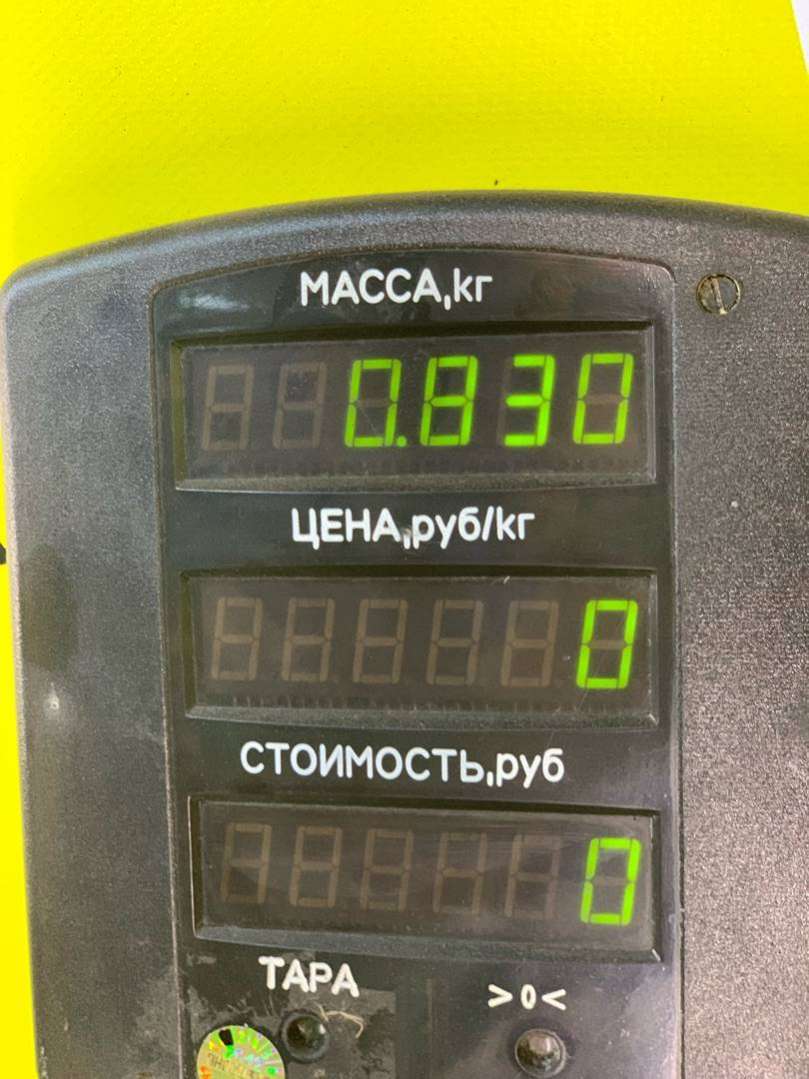 МАССА,кг
0.830
ЦЕНА,руб/кг
0
СТОИМОСТЬ,руб
0
ТАРА >0<